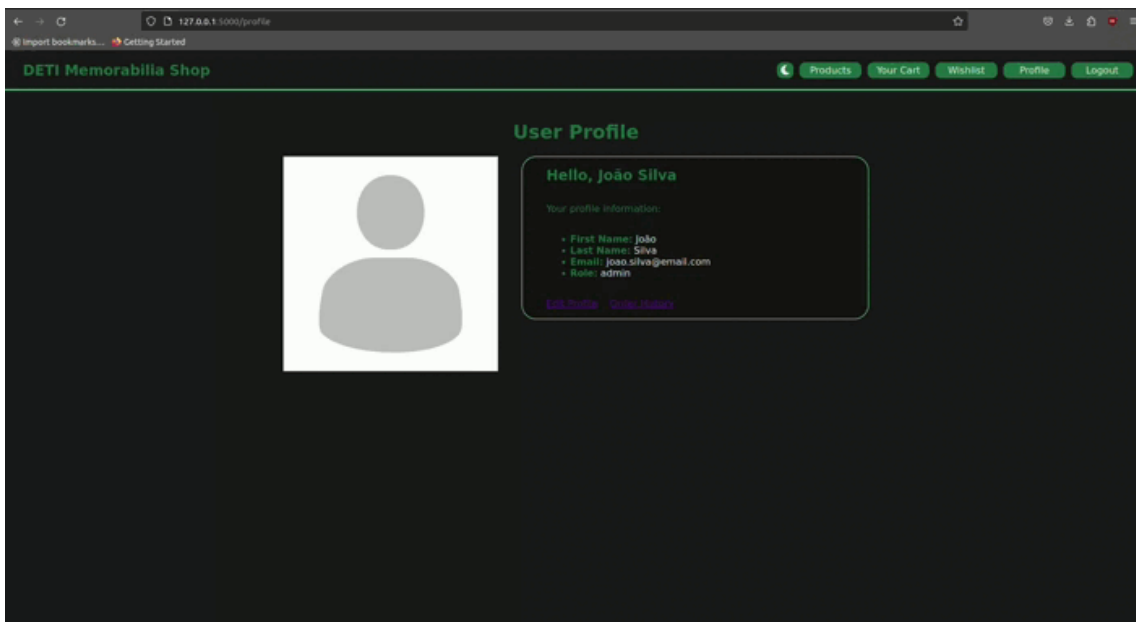 127.0.0.1:5000/profile
Import bookmarks... Getting Started
DETI Memorabilia Shop
Products Your Cart Wishlist Profile Logout
User Profile
Hello, João Silva
Your profile information:
• First Name: João
• Last Name: Silva
• Email: joao.silva@email.com
• Role: admin
Edit Profile Order History